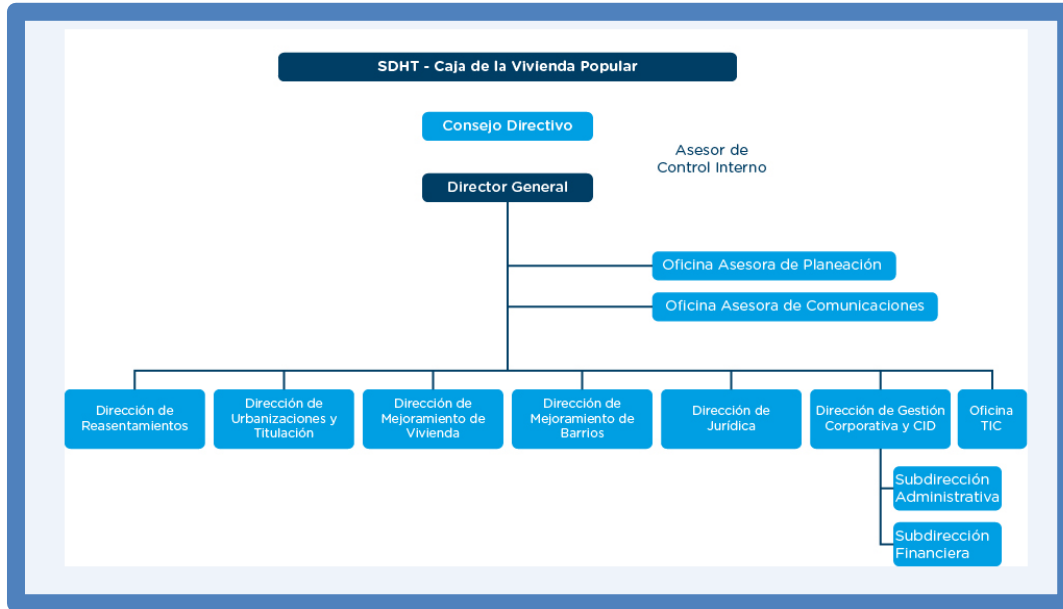 SDHT - Caja de la Vivienda Popular
Consejo Directivo
Asesor de
Control Interno
Director General
Oficina Asesora de Planeación
Oficina Asesora de Comunicaciones
Dirección de
Reasentamientos
Dirección de
Urbanizaciones y
Titulación
Dirección de
Mejoramiento de
Vivienda
Dirección de
Mejoramiento de
Barrios
Dirección de
Jurídica
Dirección de Gestión
Corporativa y CID
Oficina
TIC
Subdirección
Administrativa
Subdirección
Financiera